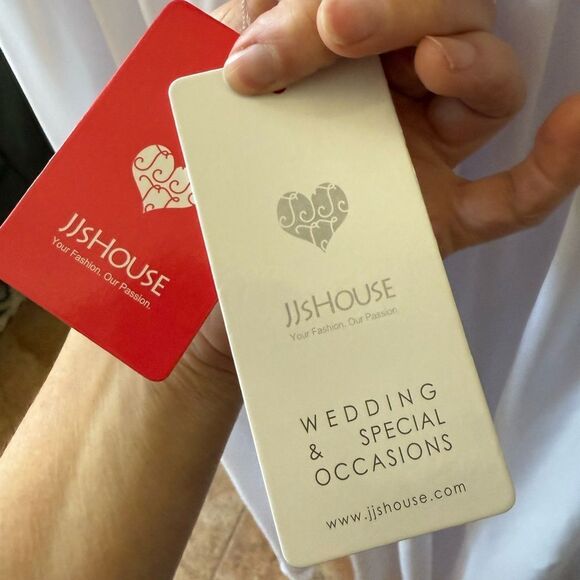 JJsHOUSE
Your Fashion. Our Passion.
JJsHOUSE
Your Fashion. Our Passion.
WEDDING
& SPECIAL
OCCASIONS
www.jjshouse.com